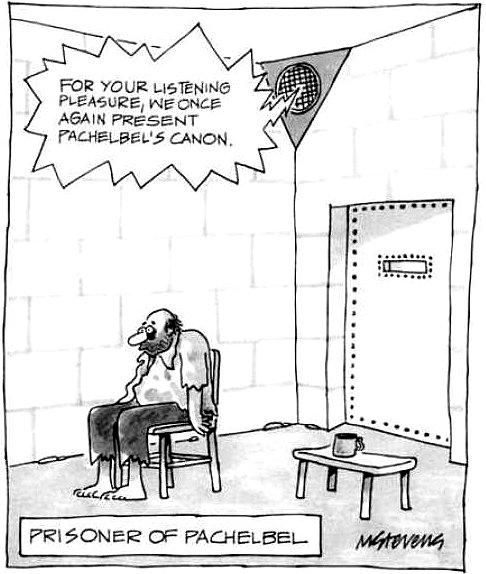 FOR YOUR LISTENING
PLEASURE, WE ONCE
AGAIN PRESENT
PACHELBEL'S CANON.
PRISONER OF PACHELBEL
MSTEVENS